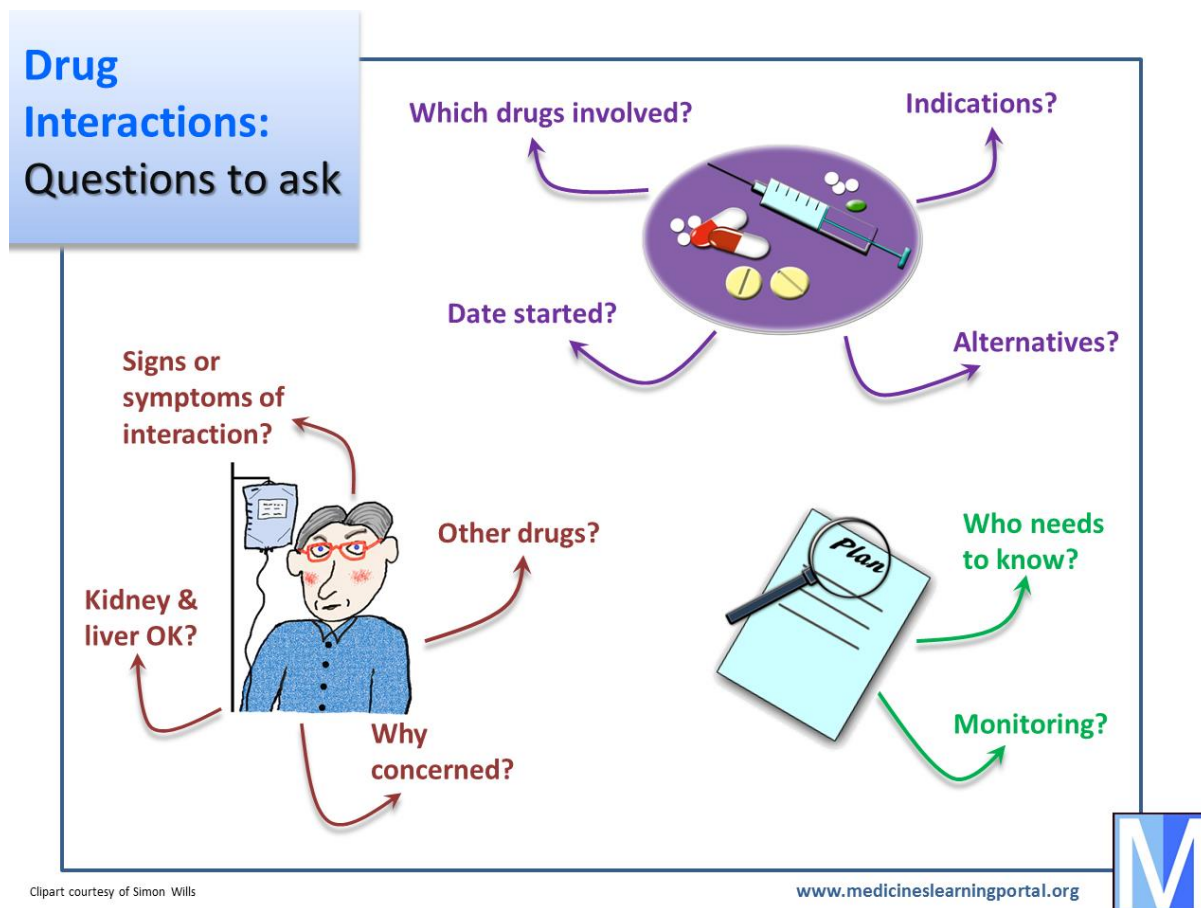 Drug
Interactions:
Questions to ask
Which drugs involved?
Indications?
Date started?
Alternatives?
Signs or
symptoms of
interaction?
Other drugs?
Kidney &
liver OK?
Why
concerned?
Plan
Who needs
to know?
Monitoring?
Clipart courtesy of Simon Wills
www.medicineslearningportal.org
M